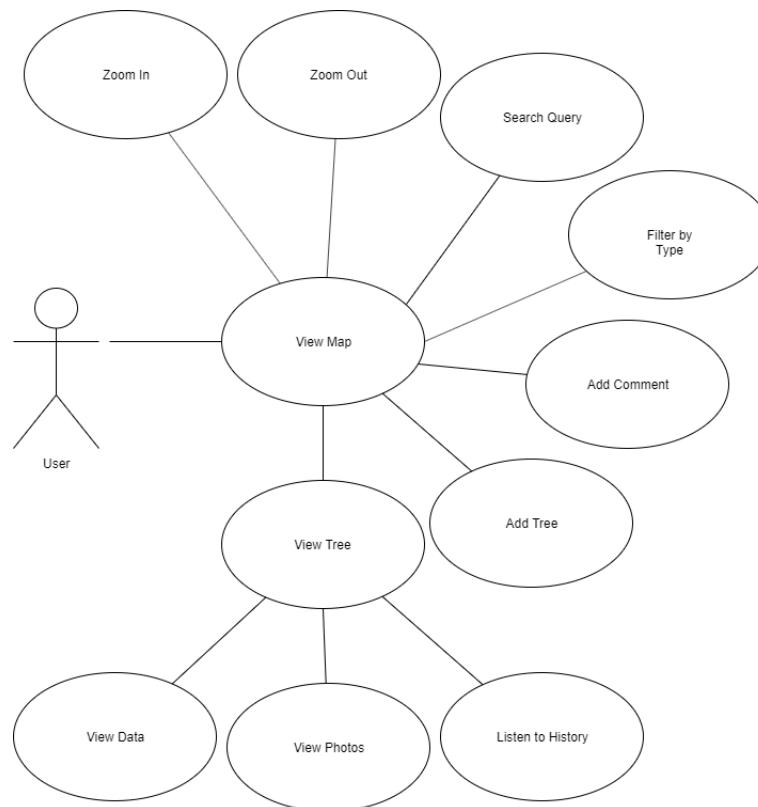 Zoom In
Zoom Out
Search Query
Filter by
Type
View Map
Add Comment
User
Add Tree
View Tree
View Data
View Photos
Listen to History